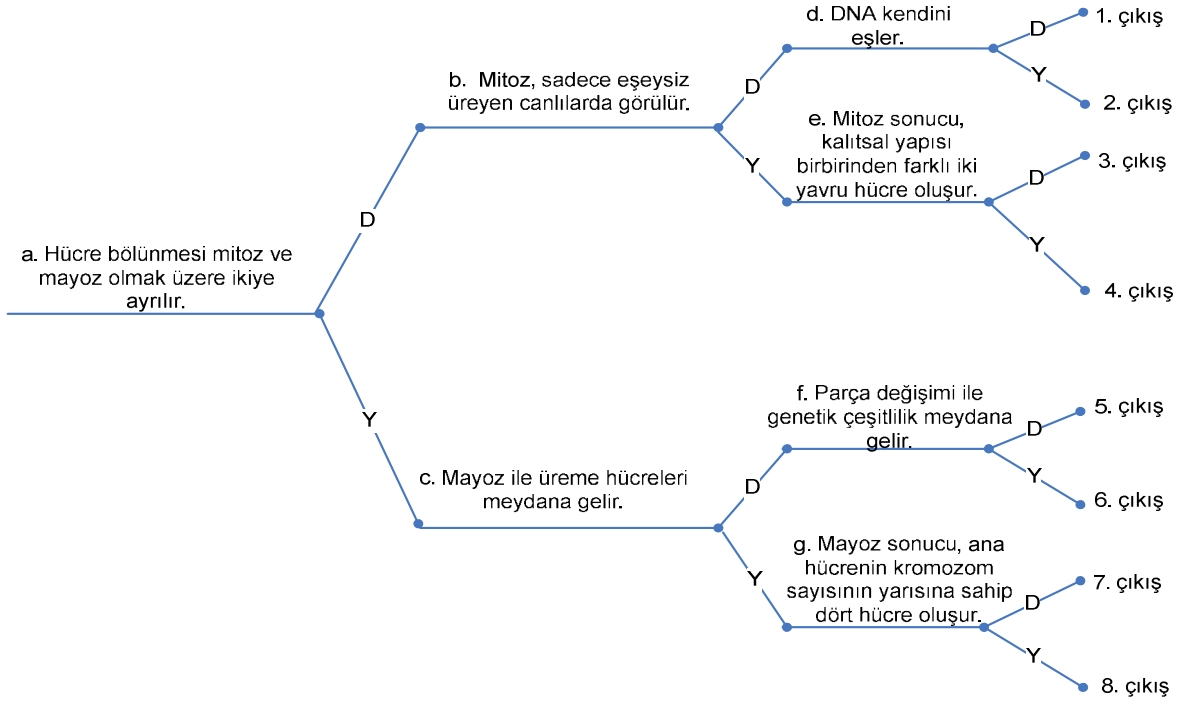 a. Hücre bölünmesi mitoz ve
mayoz olmak üzere ikiye
ayrılır.
D
Y
b. Mitoz, sadece eşeysiz
üreyen canlılarda görülür.
D
Y
d. DNA kendini
eşler.
D
1. çıkış
Y
2. çıkış
e. Mitoz sonucu,
kalıtsal yapısı
birbirinden farklı iki
yavru hücre oluşur.
D
3. çıkış
Y
4. çıkış
c. Mayoz ile üreme hücreleri
meydana gelir.
D
Y
f. Parça değişimi ile
genetik çeşitlilik meydana
gelir.
D
5. çıkış
Y
6. çıkış
g. Mayoz sonucu, ana
hücrenin kromozom
sayısının yarısına sahip
dört hücre oluşur.
D
7. çıkış
Y
8. çıkış